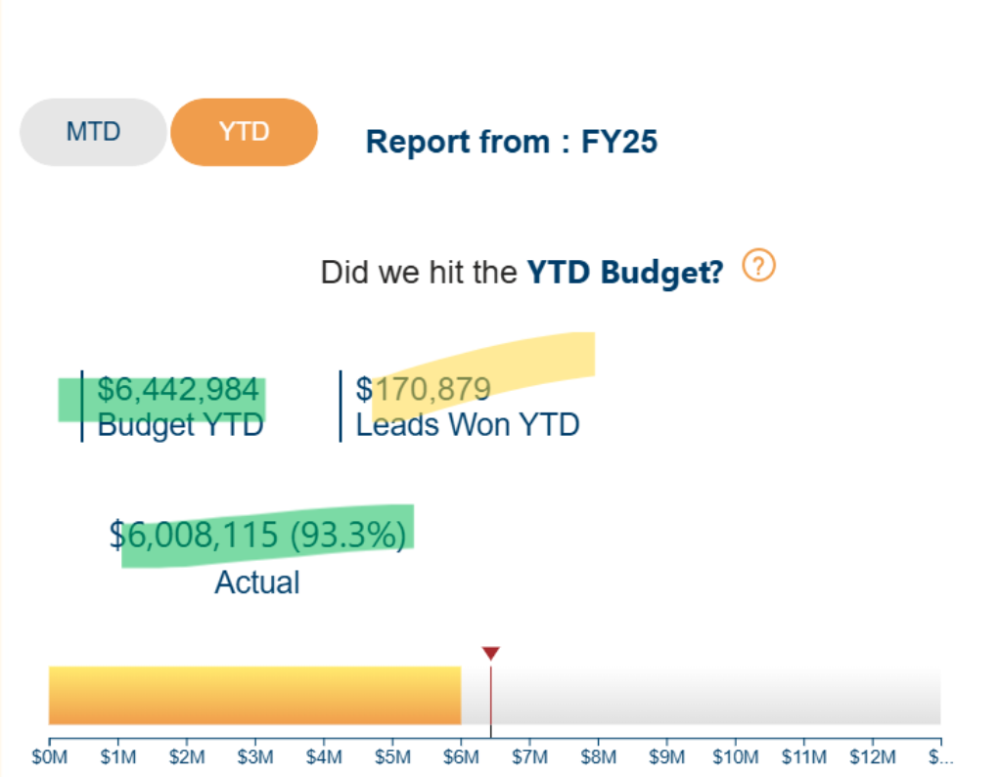 MTD YTD Report from : FY25
Did we hit the YTD Budget? ?
$6,442,984 $170,879
Budget YTD Leads Won YTD
$6,008,115 (93.3%)
Actual
$0M $1M $2M $3M $4M $5M $6M $7M $8M $9M $10M $11M $12M $...